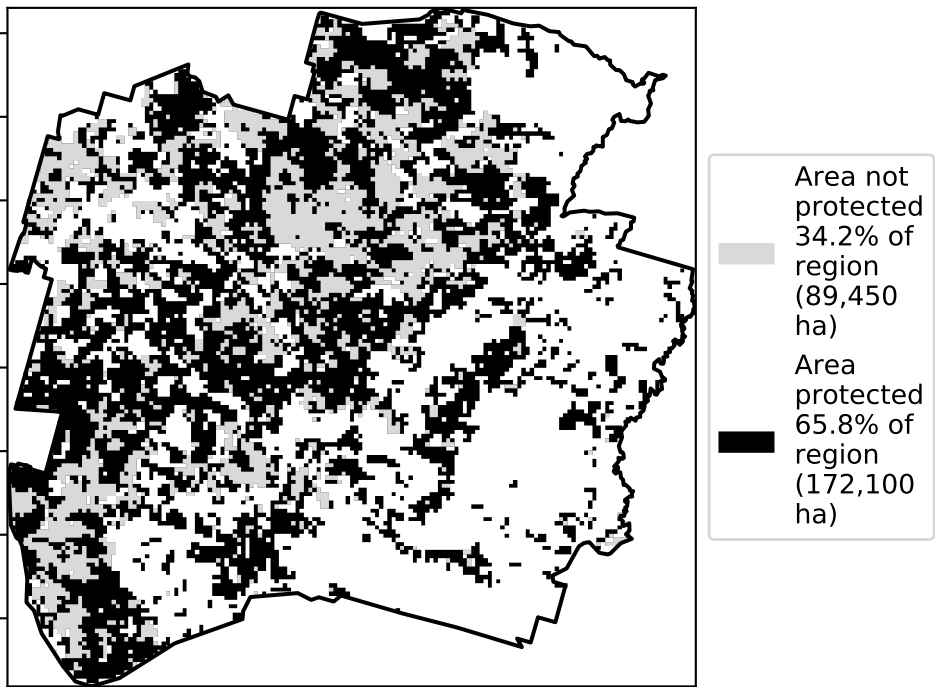 Area not
protected
34.2% of
region
(89,450
ha)
Area
protected
65.8% of
region
(172,100
ha)